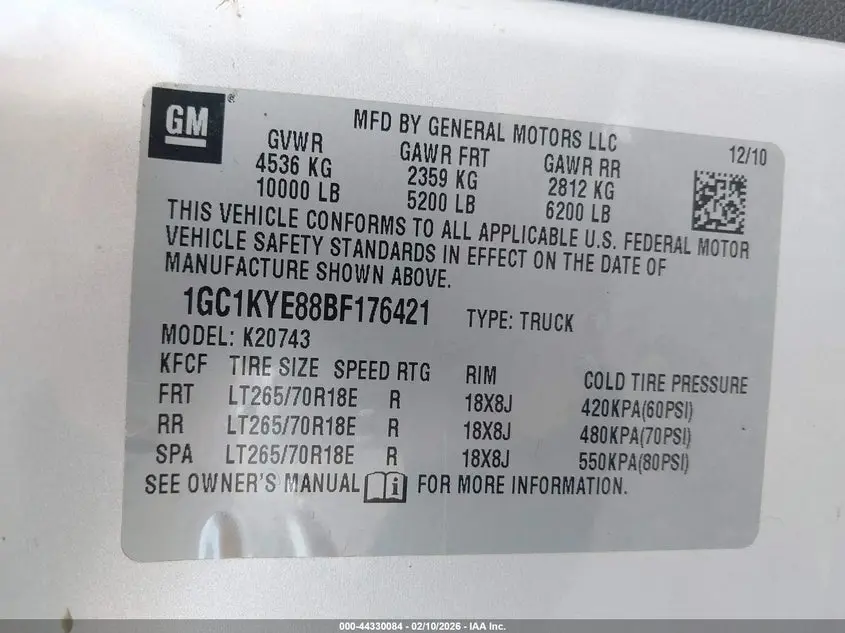 GM ®
MFD BY GENERAL MOTORS LLC 12/10
GVWR GAWR FRT GAWR RR
4536 KG 2359 KG 2812 KG
10000 LB 5200 LB 6200 LB
THIS VEHICLE CONFORMS TO ALL APPLICABLE U.S. FEDERAL MOTOR
VEHICLE SAFETY STANDARDS IN EFFECT ON THE DATE OF
MANUFACTURE SHOWN ABOVE.
1GC1KYE88BF176421 TYPE: TRUCK
MODEL: K20743
KFCF TIRE SIZE SPEED RTG RIM COLD TIRE PRESSURE
FRT LT265/70R18E R 18X8J 420KPA(60PSI)
RR LT265/70R18E R 18X8J 480KPA(70PSI)
SPA LT265/70R18E R 18X8J 550KPA(80PSI)
SEE OWNER'S MANUAL i FOR MORE INFORMATION.
000-44330084 - 02/10/2026 - IAA Inc.